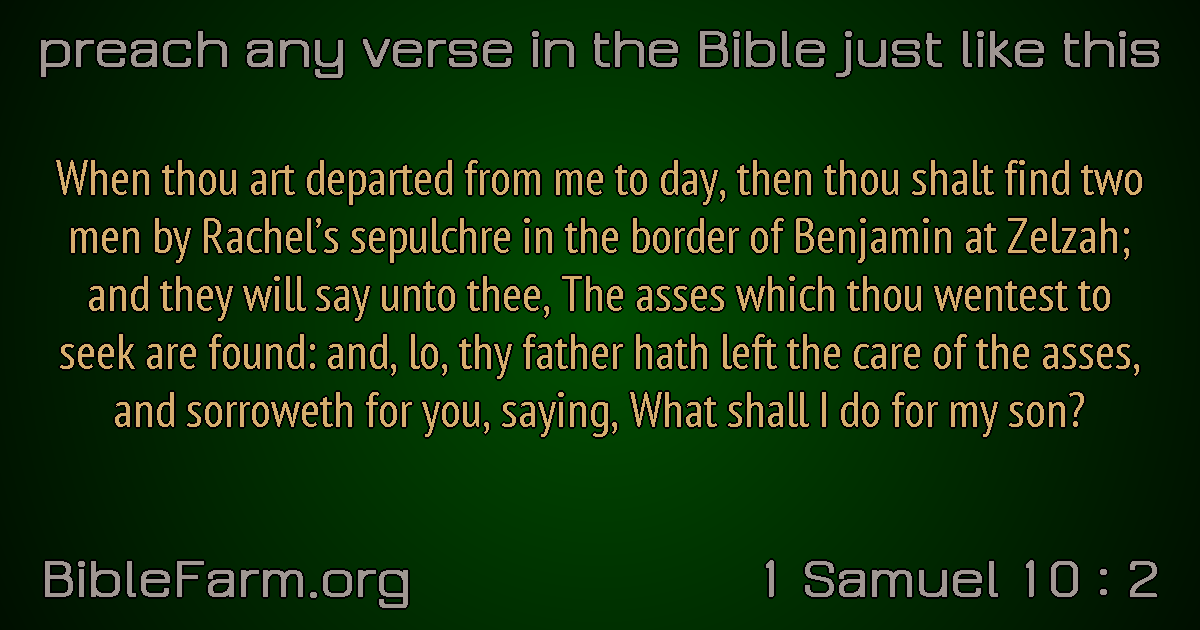 preach any verse in the Bible just like this
When thou art departed from me to day, then thou shalt find two
men by Rachel’s sepulchre in the border of Benjamin at Zelzah;
and they will say unto thee, The asses which thou wentest to
seek are found: and, lo, thy father hath left the care of the asses,
and sorroweth for you, saying, What shall I do for my son?
BibleFarm.org
1 Samuel 10 : 2